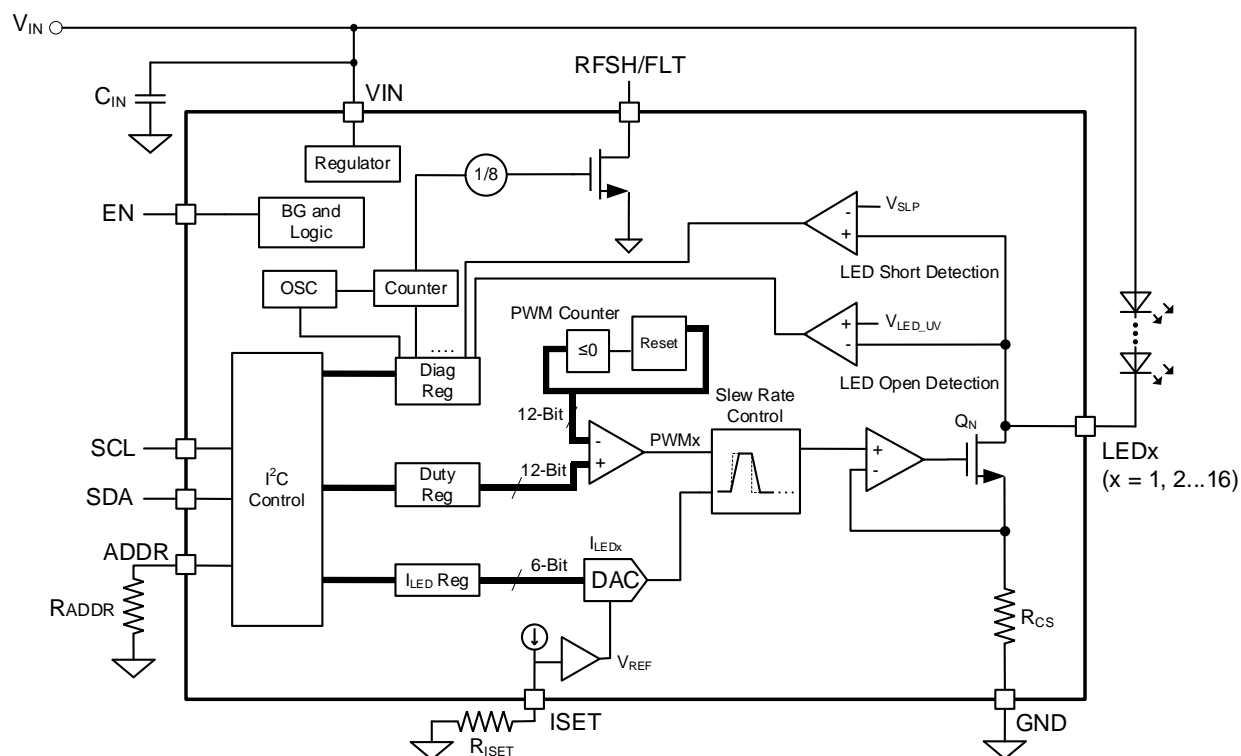 VIN
RFSH/FLT
CIN
VIN
Regulator
1/8
EN
BG and
Logic
VSLP
-
+
LED Short Detection
OSC
Counter
PWM Counter
≤0
Reset
+
VLED_UV
-
LED Open Detection
....
Diag
Reg
12-Bit
Slew Rate
Control
QN
SCL
I²C
Control
-
+
PWMx
+
-
LEDx
(x = 1, 2...16)
SDA
Duty
Reg
12-Bit
ADDR
ILEDx
ILED Reg
6-Bit
DAC
RADDR
RCS
VREF
ISET
GND
RISET